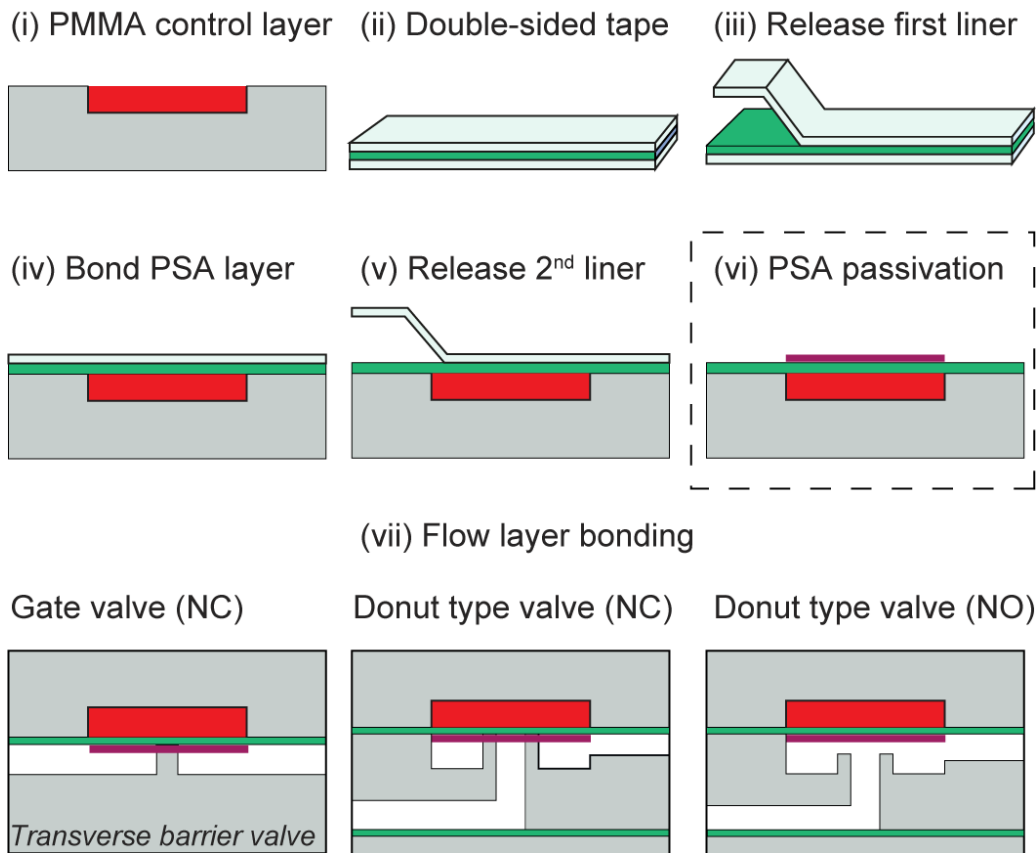 (i) PMMA control layer
(ii) Double-sided tape
(iii) Release first liner
(iv) Bond PSA layer
(v) Release 2nd liner
(vi) PSA passivation
(vii) Flow layer bonding
Gate valve (NC)
Donut type valve (NC)
Donut type valve (NO)
Transverse barrier valve